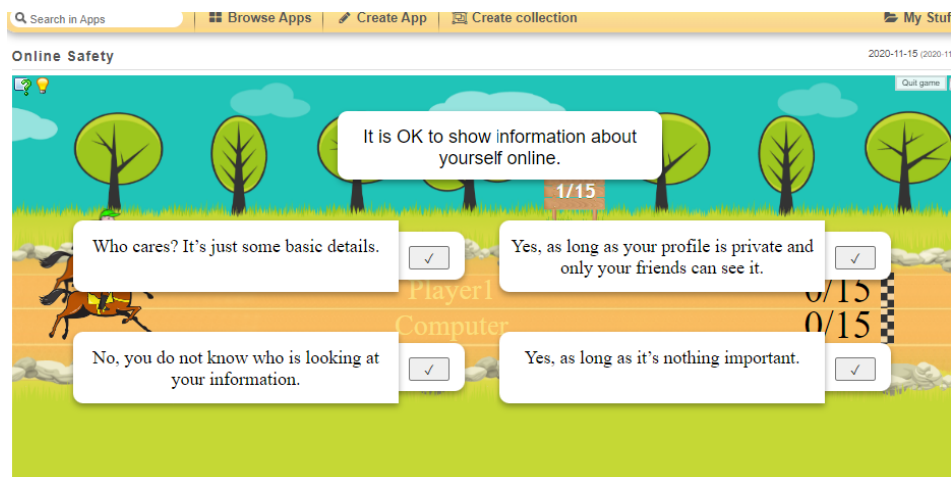 Search in Apps
Browse Apps
Create App
Create collection
My Stuf
Online Safety
2020-11-15 (2020-11
Quit game
It is OK to show information about
yourself online.
1/15
Who cares? It's just some basic details.
Yes, as long as your profile is private and
only your friends can see it.
Player1
0/15
Computer
0/15
No, you do not know who is looking at
your information.
Yes, as long as it's nothing important.